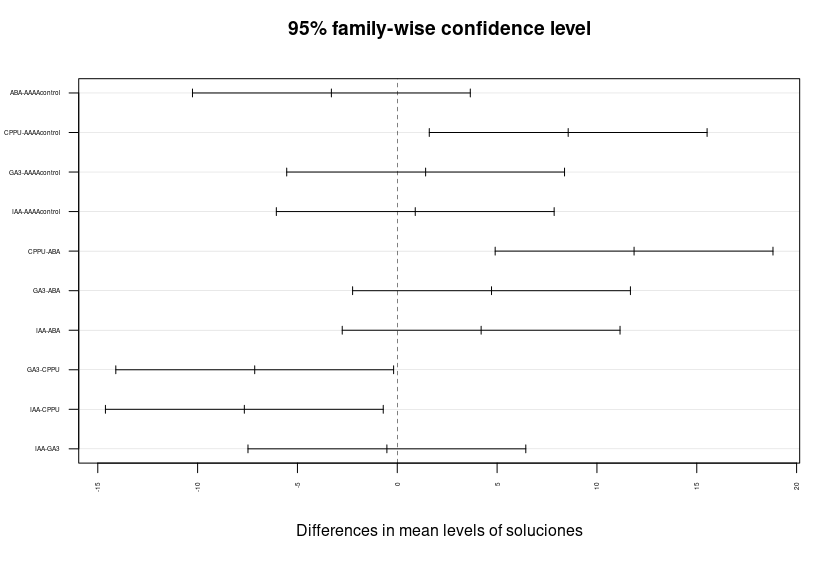 95% family-wise confidence level
ABA-AAAAcontrol
CPPU-AAAAcontrol
GA3-AAAAcontrol
IAA-AAAAcontrol
CPPU-ABA
GA3-ABA
IAA-ABA
GA3-CPPU
IAA-CPPU
IAA-GA3
-15 -10 -5 0 5 10 15 20
Differences in mean levels of soluciones